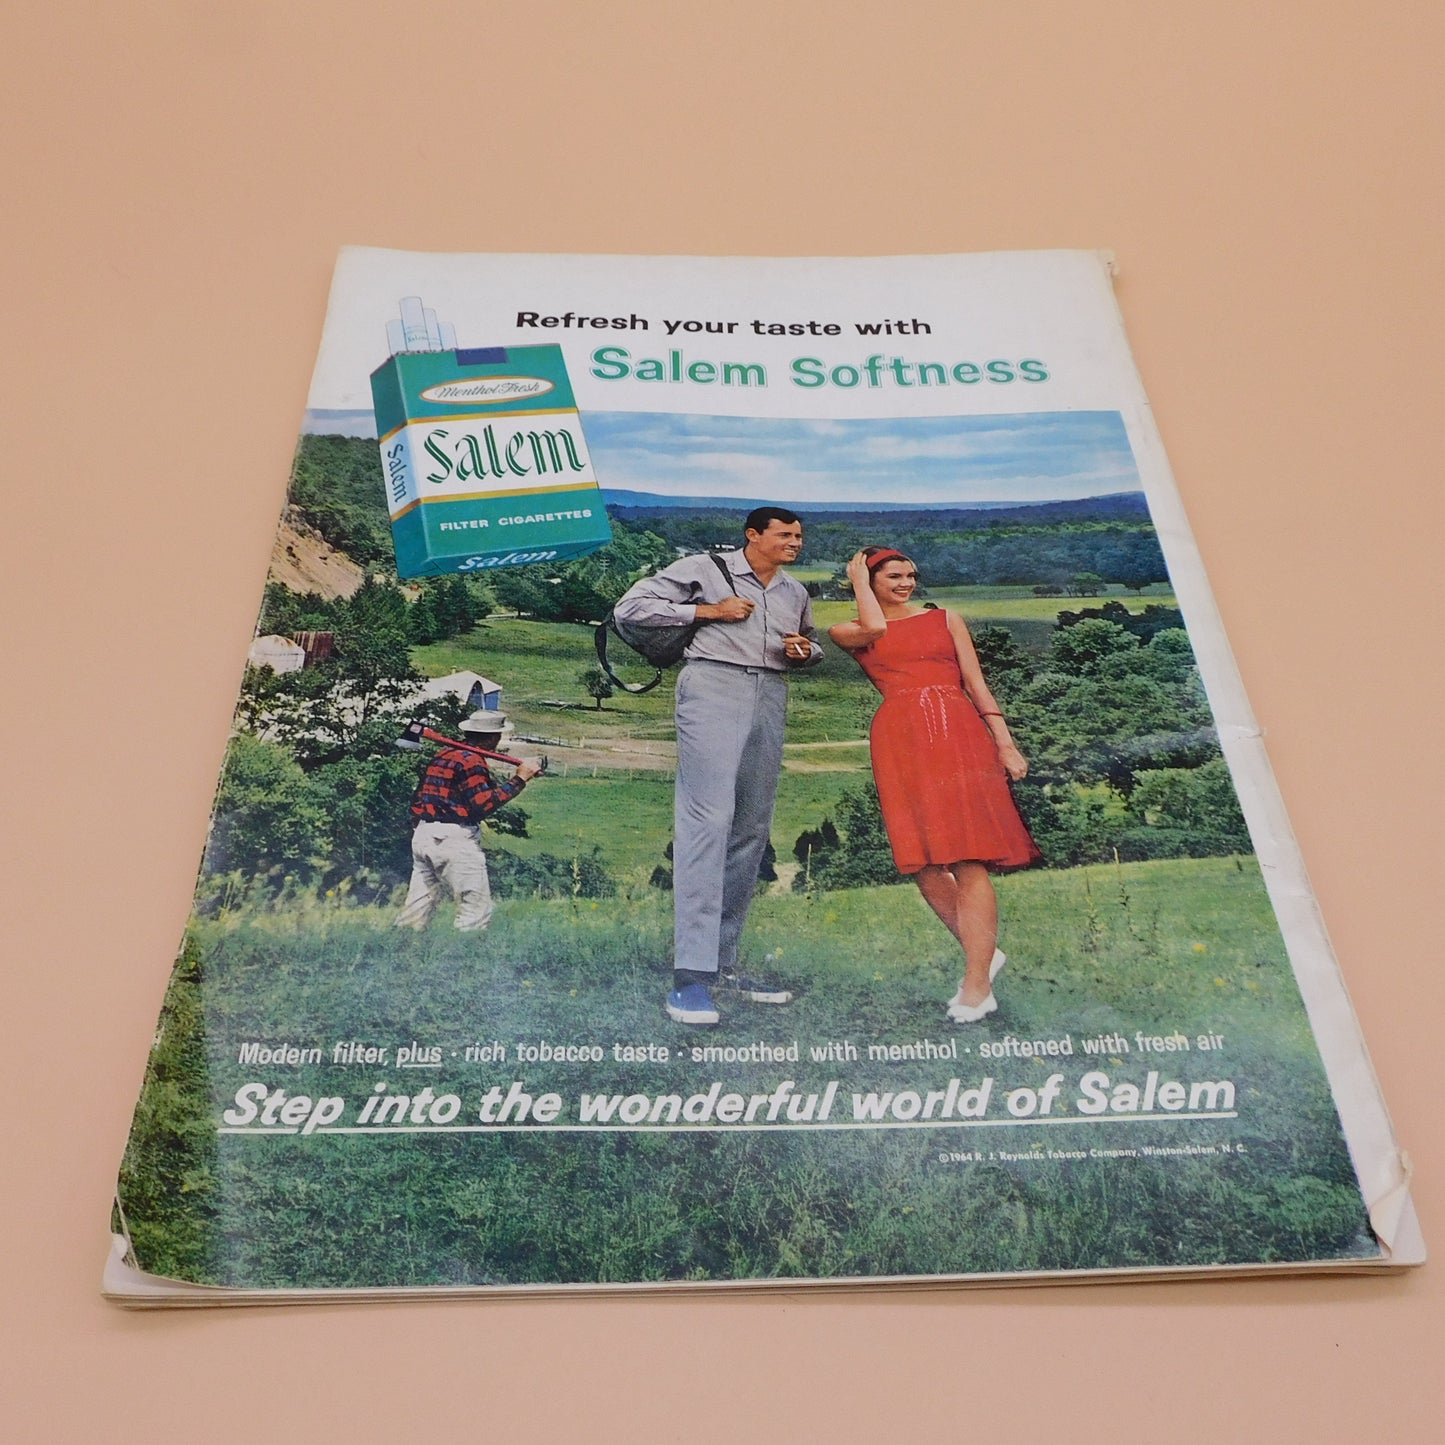 Refresh your taste with
Salem Softness
Salem
Menthol Fresh
Salem
Salem
FILTER CIGARETTES
Salem
Modern filter, plus · rich tobacco taste · smoothed with menthol · softened with fresh air
Step into the wonderful world of Salem
©1964 R. J. Reynolds Tobacco Company, Winston-Salem, N. C.